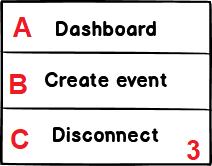 A Dashboard
B Create event
C Disconnect 3